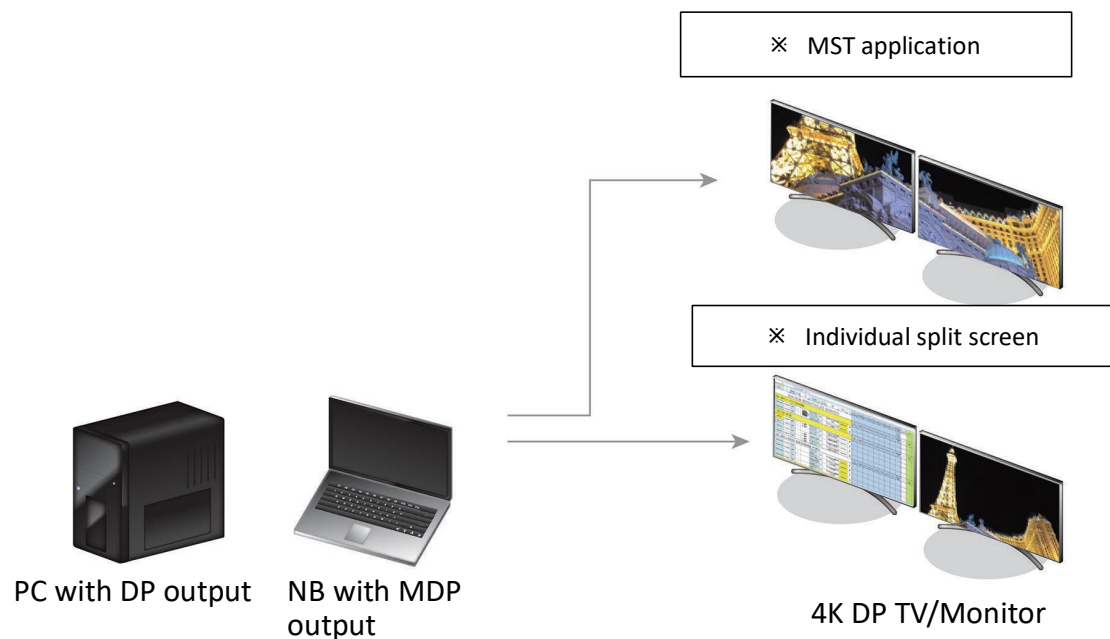 ※ MST application
※ Individual split screen
PC with DP output
NB with MDP
output
4K DP TV/Monitor